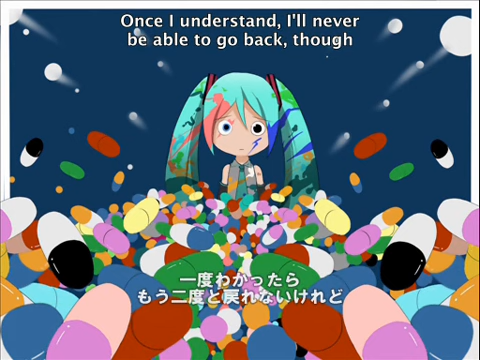 Once I understand, I'll never
be able to go back, though
一度わかったら
もう二度と戻れないけれど